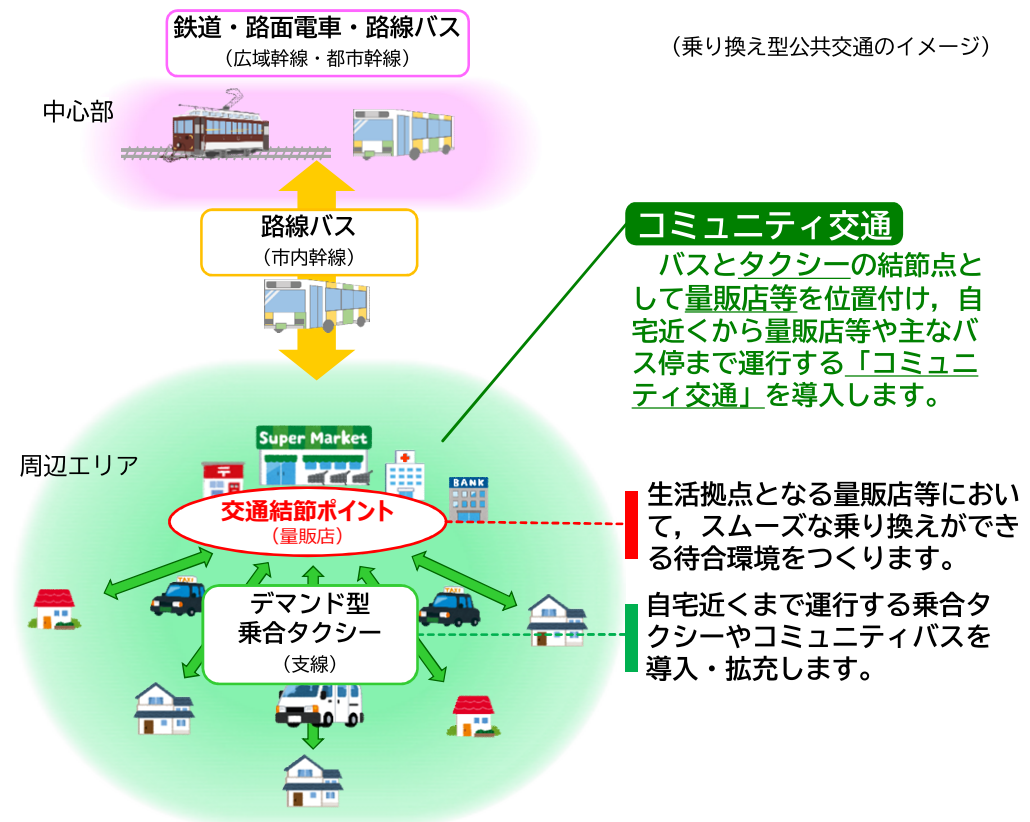 鉄道・路面電車・路線バス
（広域幹線・都市幹線）
（乗り換え型公共交通のイメージ）
中心部
路線バス
（市内幹線）
コミュニティ交通
バスとタクシーの結節点と
して量販店等を位置付け，自
宅近くから量販店等や主なバ
ス停まで運行する「コミュニ
ティ交通」を導入します。
周辺エリア
Super Market
〒
BANK
交通結節ポイント
（量販店）
生活拠点となる量販店等におい
て，スムーズな乗り換えができ
る待合環境をつくります。
TAXI
TAXI
デマンド型
乗合タクシー
（支線）
自宅近くまで運行する乗合タ
クシーやコミュニティバスを
導入・拡充します。